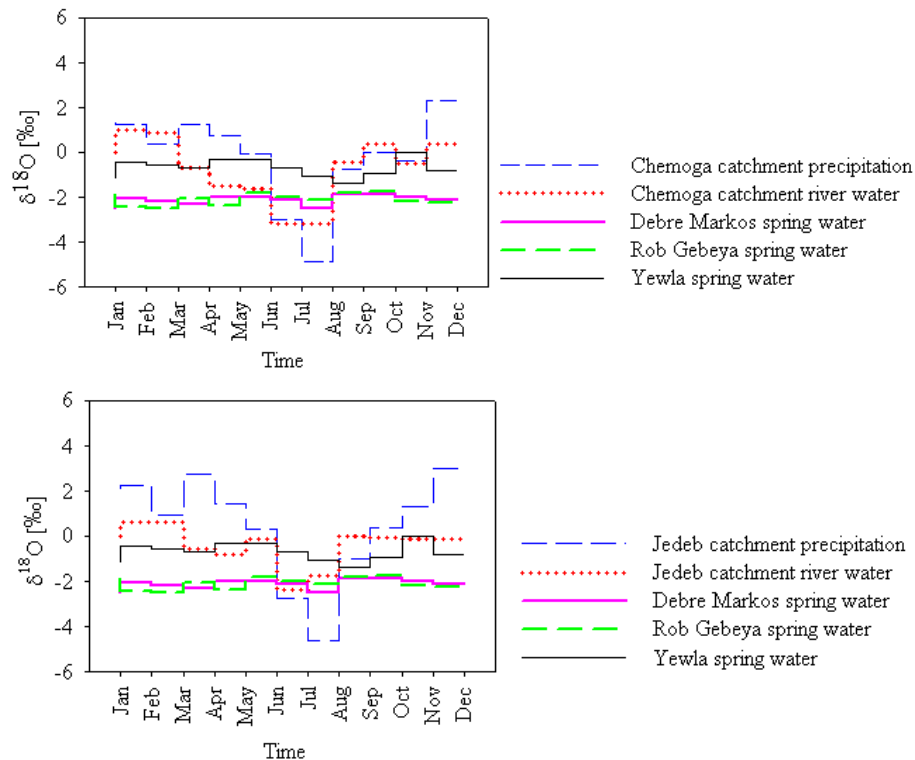 6
4
2
0
-2
-4
-6
δ18O [‰]
Jan
Feb
Mar
Apr
May
Jun
Jul
Aug
Sep
Oct
Nov
Dec
Time
Chemoga catchment precipitation
Chemoga catchment river water
Debre Markos spring water
Rob Gebeya spring water
Yewla spring water
6
4
2
0
-2
-4
-6
δ18O [‰]
Jan
Feb
Mar
Apr
May
Jun
Jul
Aug
Sep
Oct
Nov
Dec
Time
Jedeb catchment precipitation
Jedeb catchment river water
Debre Markos spring water
Rob Gebeya spring water
Yewla spring water